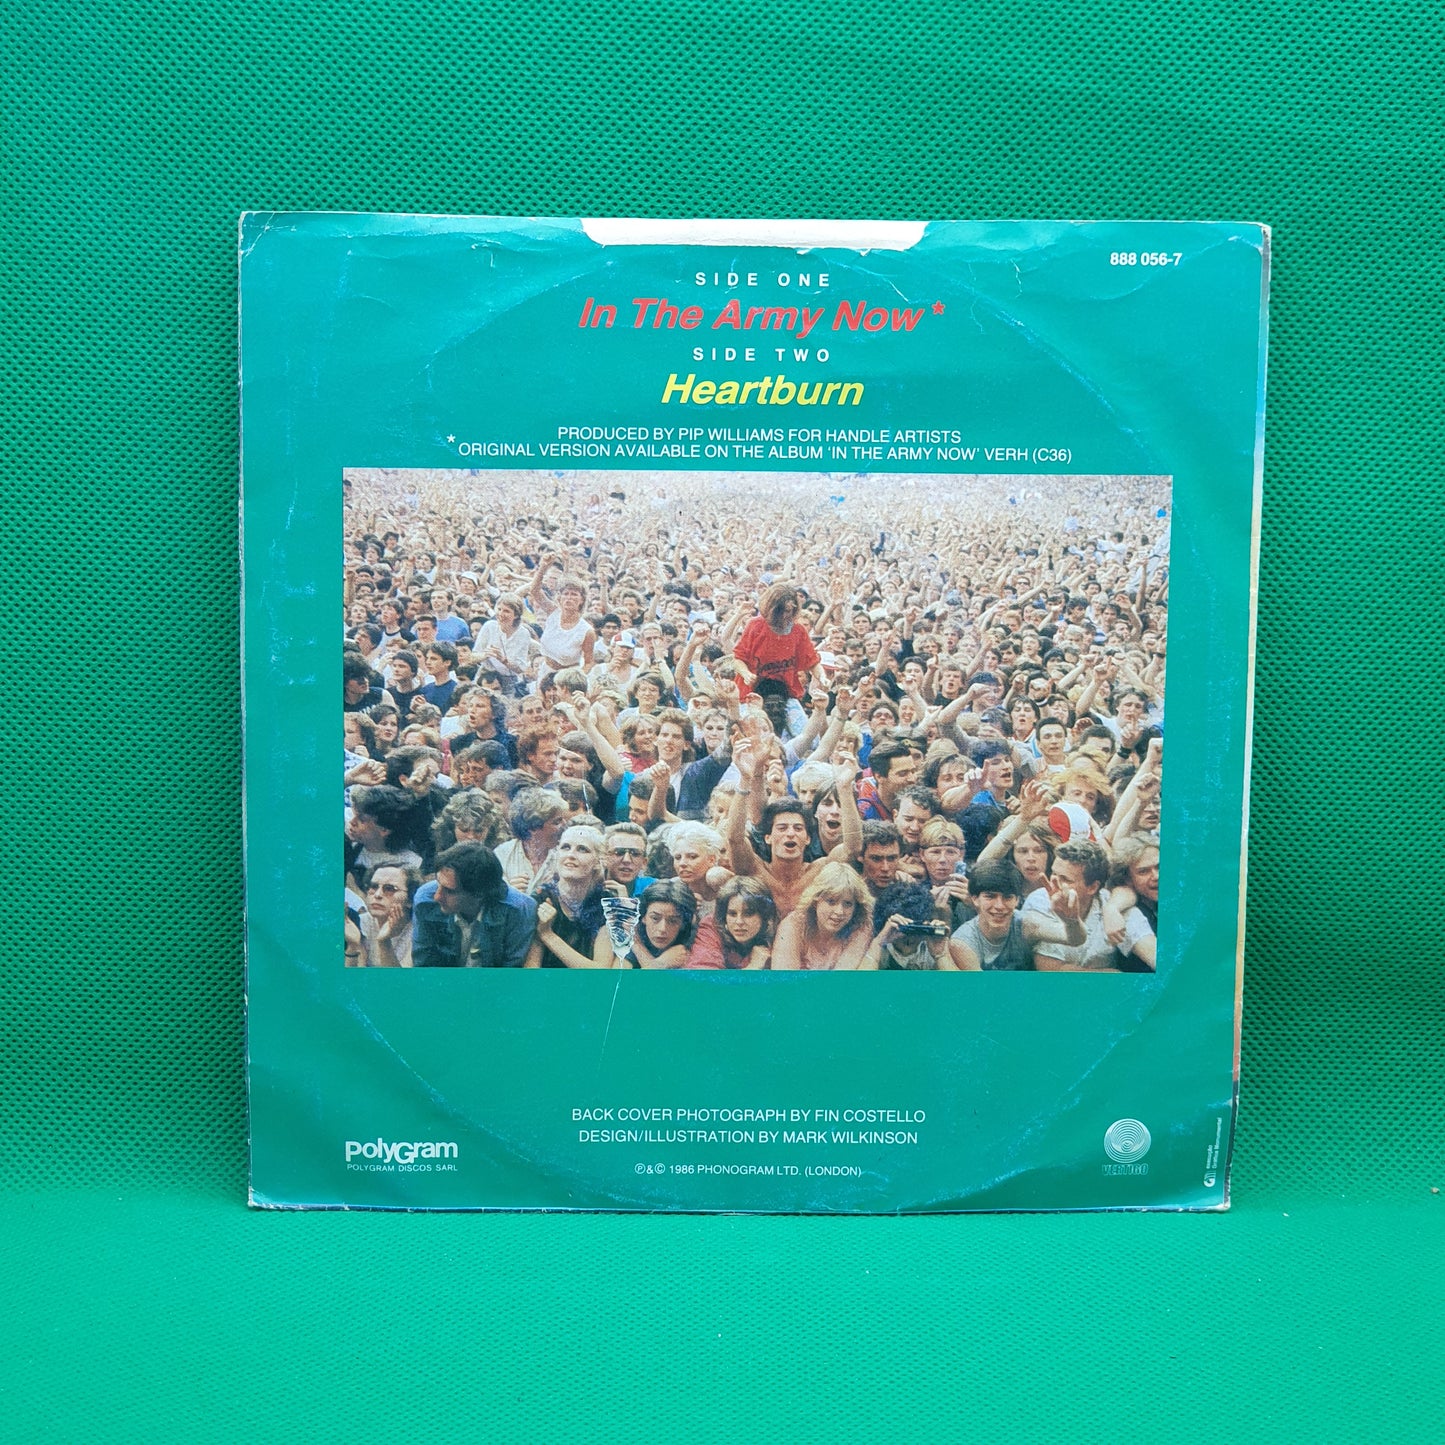 888 056-7
SIDE ONE
In The Army Now*
SIDE TWO
Heartburn
PRODUCED BY PIP WILLIAMS FOR HANDLE ARTISTS
* ORIGINAL VERSION AVAILABLE ON THE ALBUM 'IN THE ARMY NOW' VERH (C36)
BACK COVER PHOTOGRAPH BY FIN COSTELLO
DESIGN/ILLUSTRATION BY MARK WILKINSON
PolyGram
POLYGRAM DISCOS SARL
℗ & © 1986 PHONOGRAM LTD. (LONDON)
VERTIGO